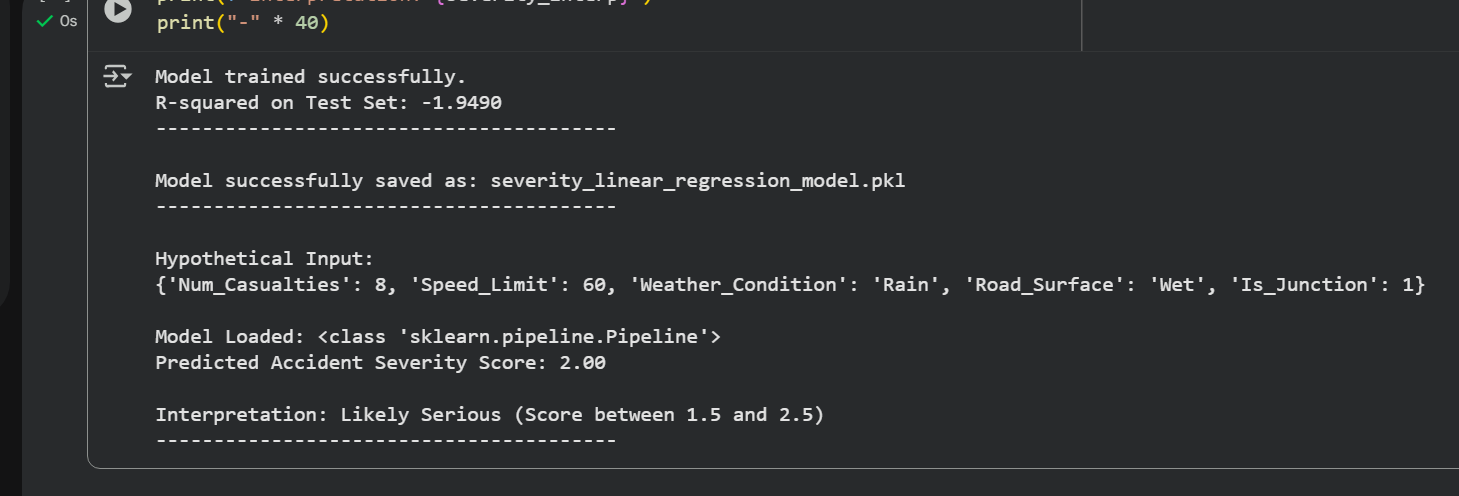 0s
print("-" * 40)
Model trained successfully.
R-squared on Test Set: -1.9490
----------------------------------------
Model successfully saved as: severity_linear_regression_model.pkl
----------------------------------------
Hypothetical Input:
{'Num_Casualties': 8, 'Speed_Limit': 60, 'Weather_Condition': 'Rain', 'Road_Surface': 'Wet', 'Is_Junction': 1}
Model Loaded: <class 'sklearn.pipeline.Pipeline'>
Predicted Accident Severity Score: 2.00
Interpretation: Likely Serious (Score between 1.5 and 2.5)
----------------------------------------